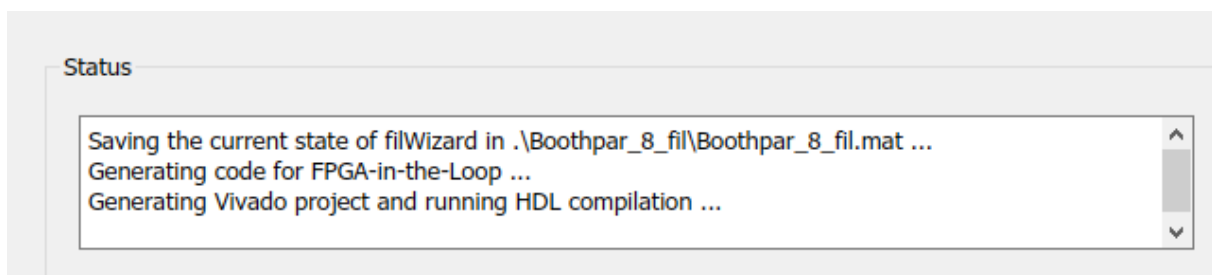 Status
Saving the current state of filWizard in .\Boothpar_8_fil\Boothpar_8_fil.mat ...
Generating code for FPGA-in-the-Loop ...
Generating Vivado project and running HDL compilation ...